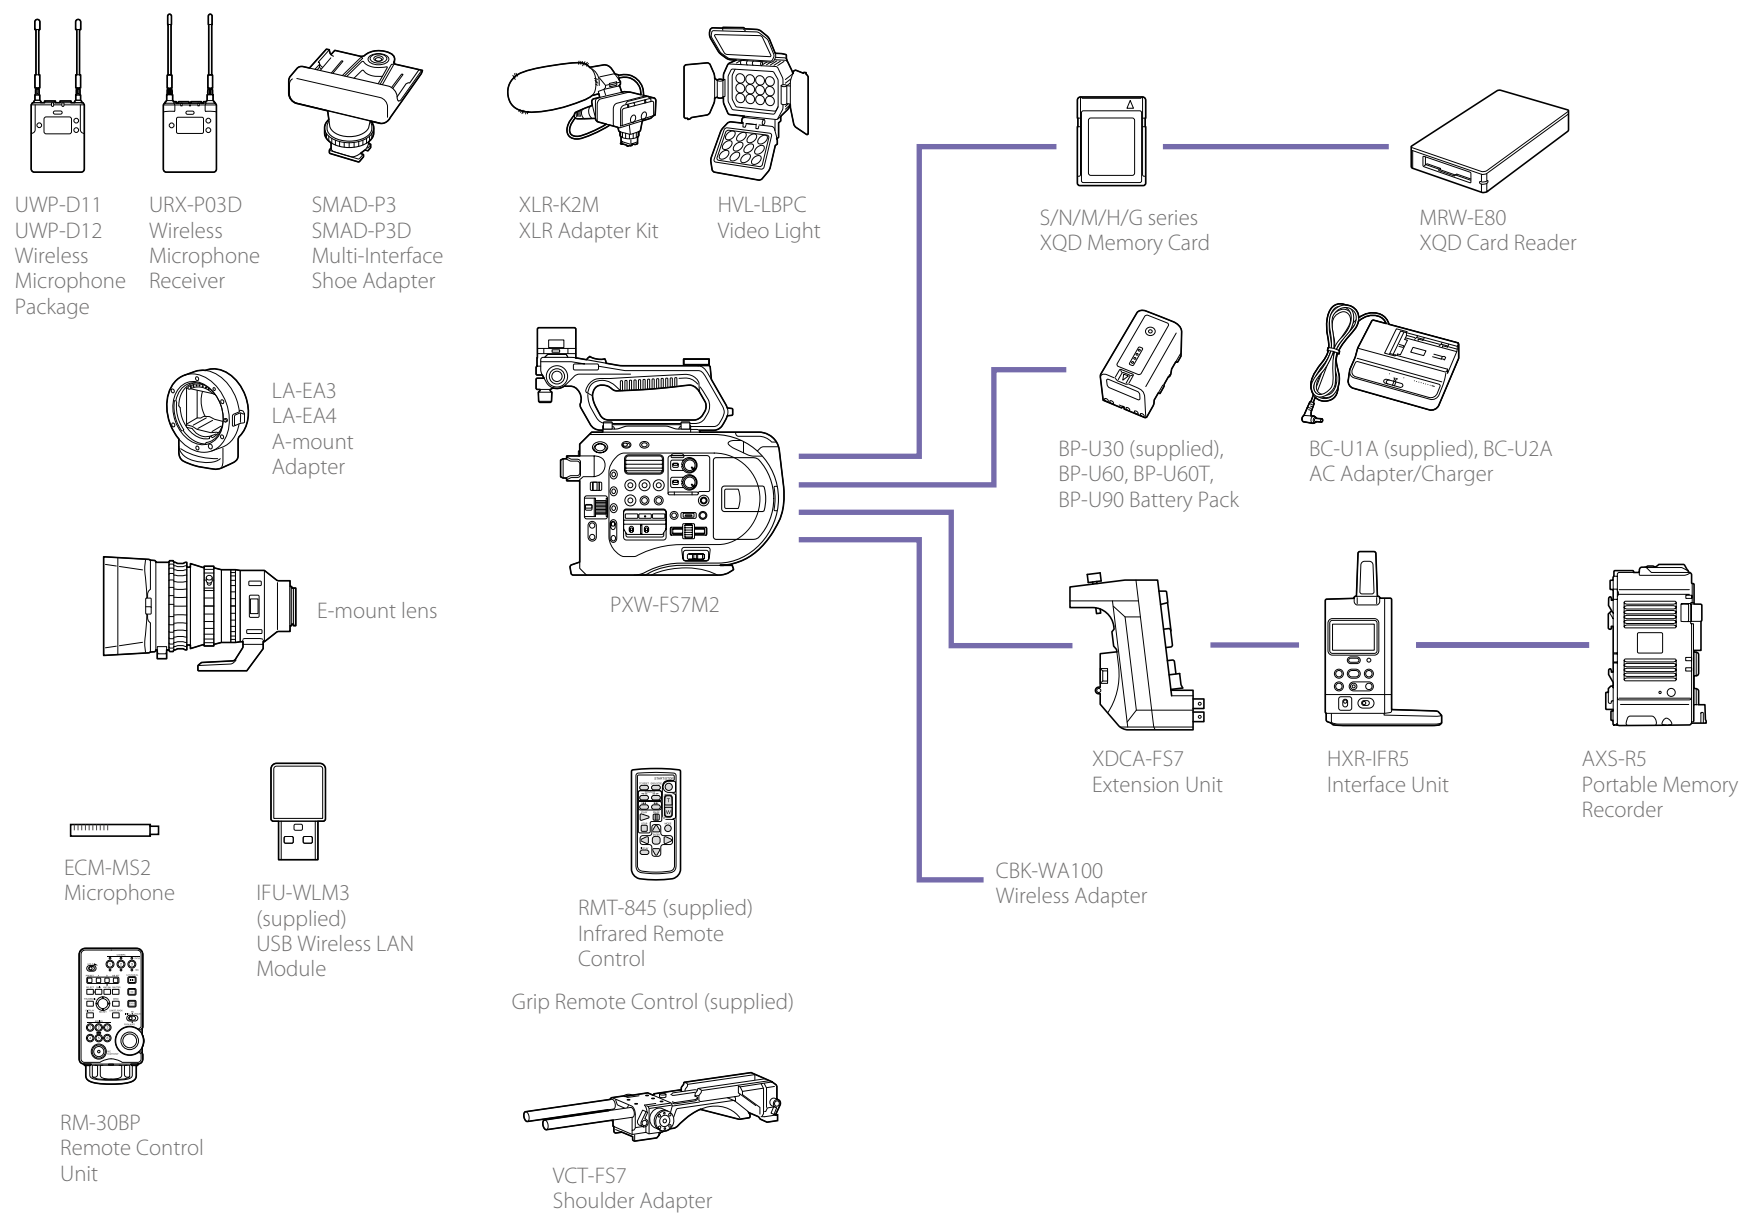 UWP-D11
UWP-D12
Wireless
Microphone
Package
URX-P03D
Wireless
Microphone
Receiver
SMAD-P3
SMAD-P3D
Multi-Interface
Shoe Adapter
XLR-K2M
XLR Adapter Kit
HVL-LBPC
Video Light
S/N/M/H/G series
XQD Memory Card
MRW-E80
XQD Card Reader
LA-EA3
LA-EA4
A-mount
Adapter
BP-U30 (supplied),
BP-U60, BP-U60T,
BP-U90 Battery Pack
BC-U1A (supplied), BC-U2A
AC Adapter/Charger
E-mount lens
PXW-FS7M2
XDCA-FS7
Extension Unit
HXR-IFR5
Interface Unit
AXS-R5
Portable Memory
Recorder
ECM-MS2
Microphone
IFU-WLM3
(supplied)
USB Wireless LAN
Module
RMT-845 (supplied)
Infrared Remote
Control
CBK-WA100
Wireless Adapter
Grip Remote Control (supplied)
RM-30BP
Remote Control
Unit
VCT-FS7
Shoulder Adapter